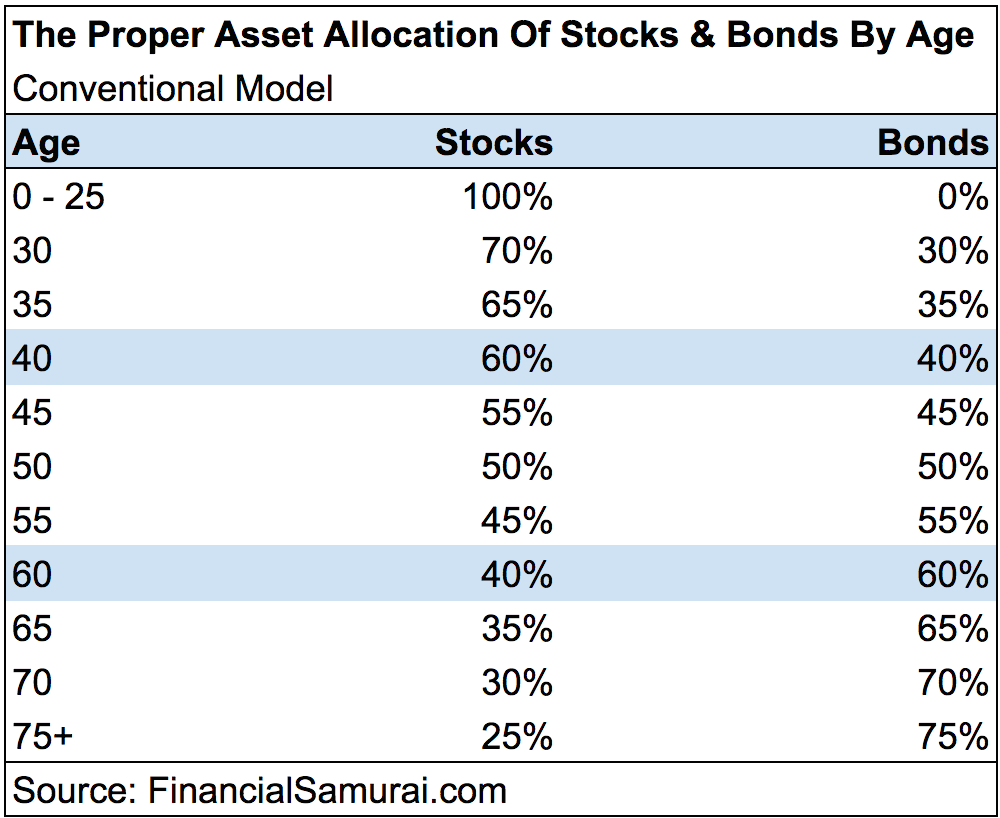 The Proper Asset Allocation Of Stocks & Bonds By Age
Conventional Model
Age Stocks Bonds
0 - 25 100% 0%
30 70% 30%
35 65% 35%
40 60% 40%
45 55% 45%
50 50% 50%
55 45% 55%
60 40% 60%
65 35% 65%
70 30% 70%
75+ 25% 75%
Source: FinancialSamurai.com